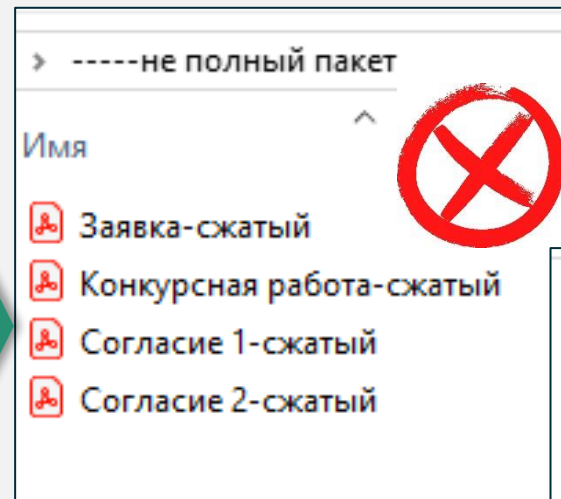 -----не полный пакет
Имя
Заявка-сжатый
Конкурсная работа-сжатый
Согласие 1-сжатый
Согласие 2-сжатый